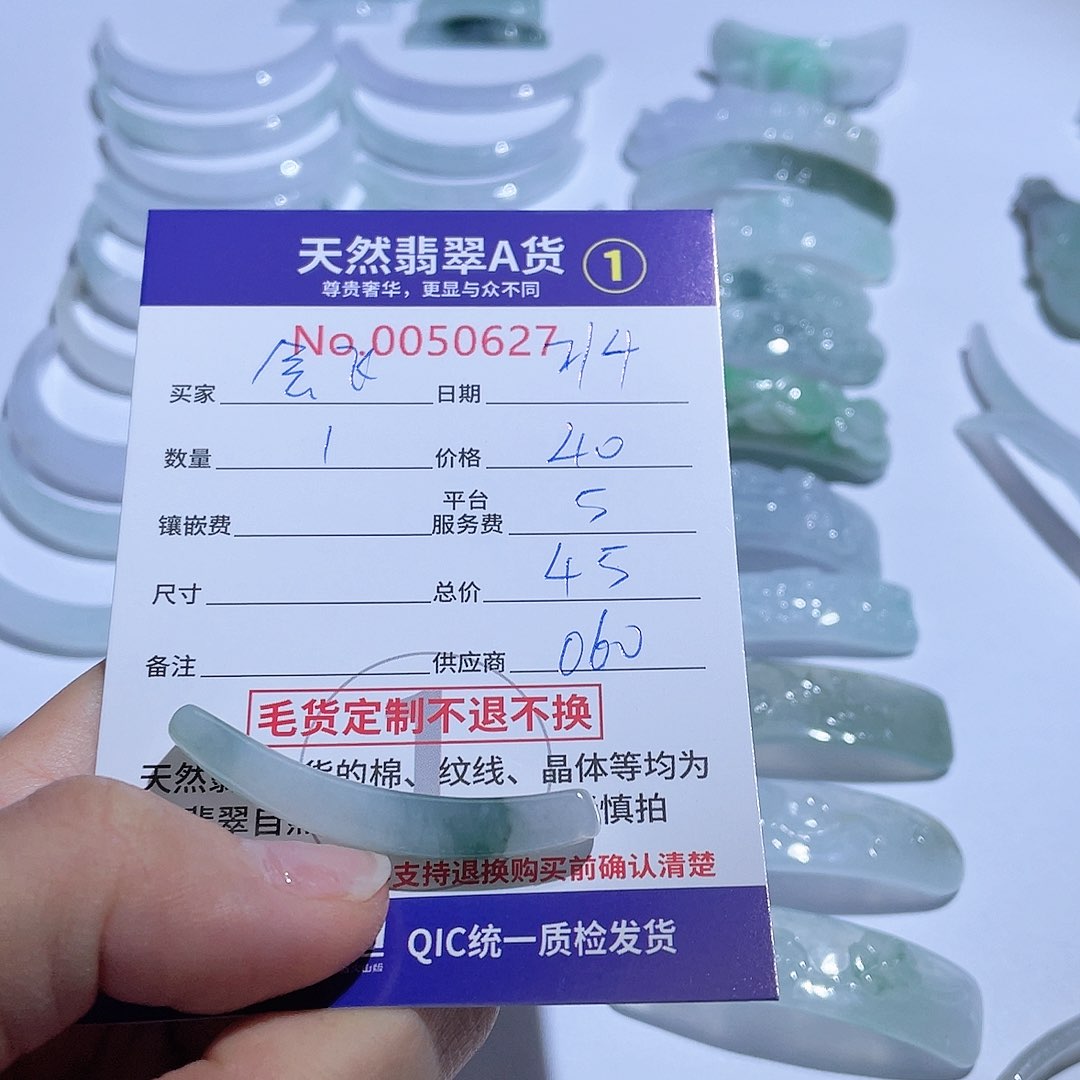 天然翡翠A货 1
尊贵奢华，更显与众不同
No.0050627
买家 会飞 日期 7/4
数量 1 价格 40
平台
镶嵌费 服务费 5
尺寸 总价 45
备注 供应商 060
毛货定制不退不换
天然 货的棉、纹线、晶体等均为
翡翠自然 慎拍
支持退换购买前确认清楚
QIC统一质检发货